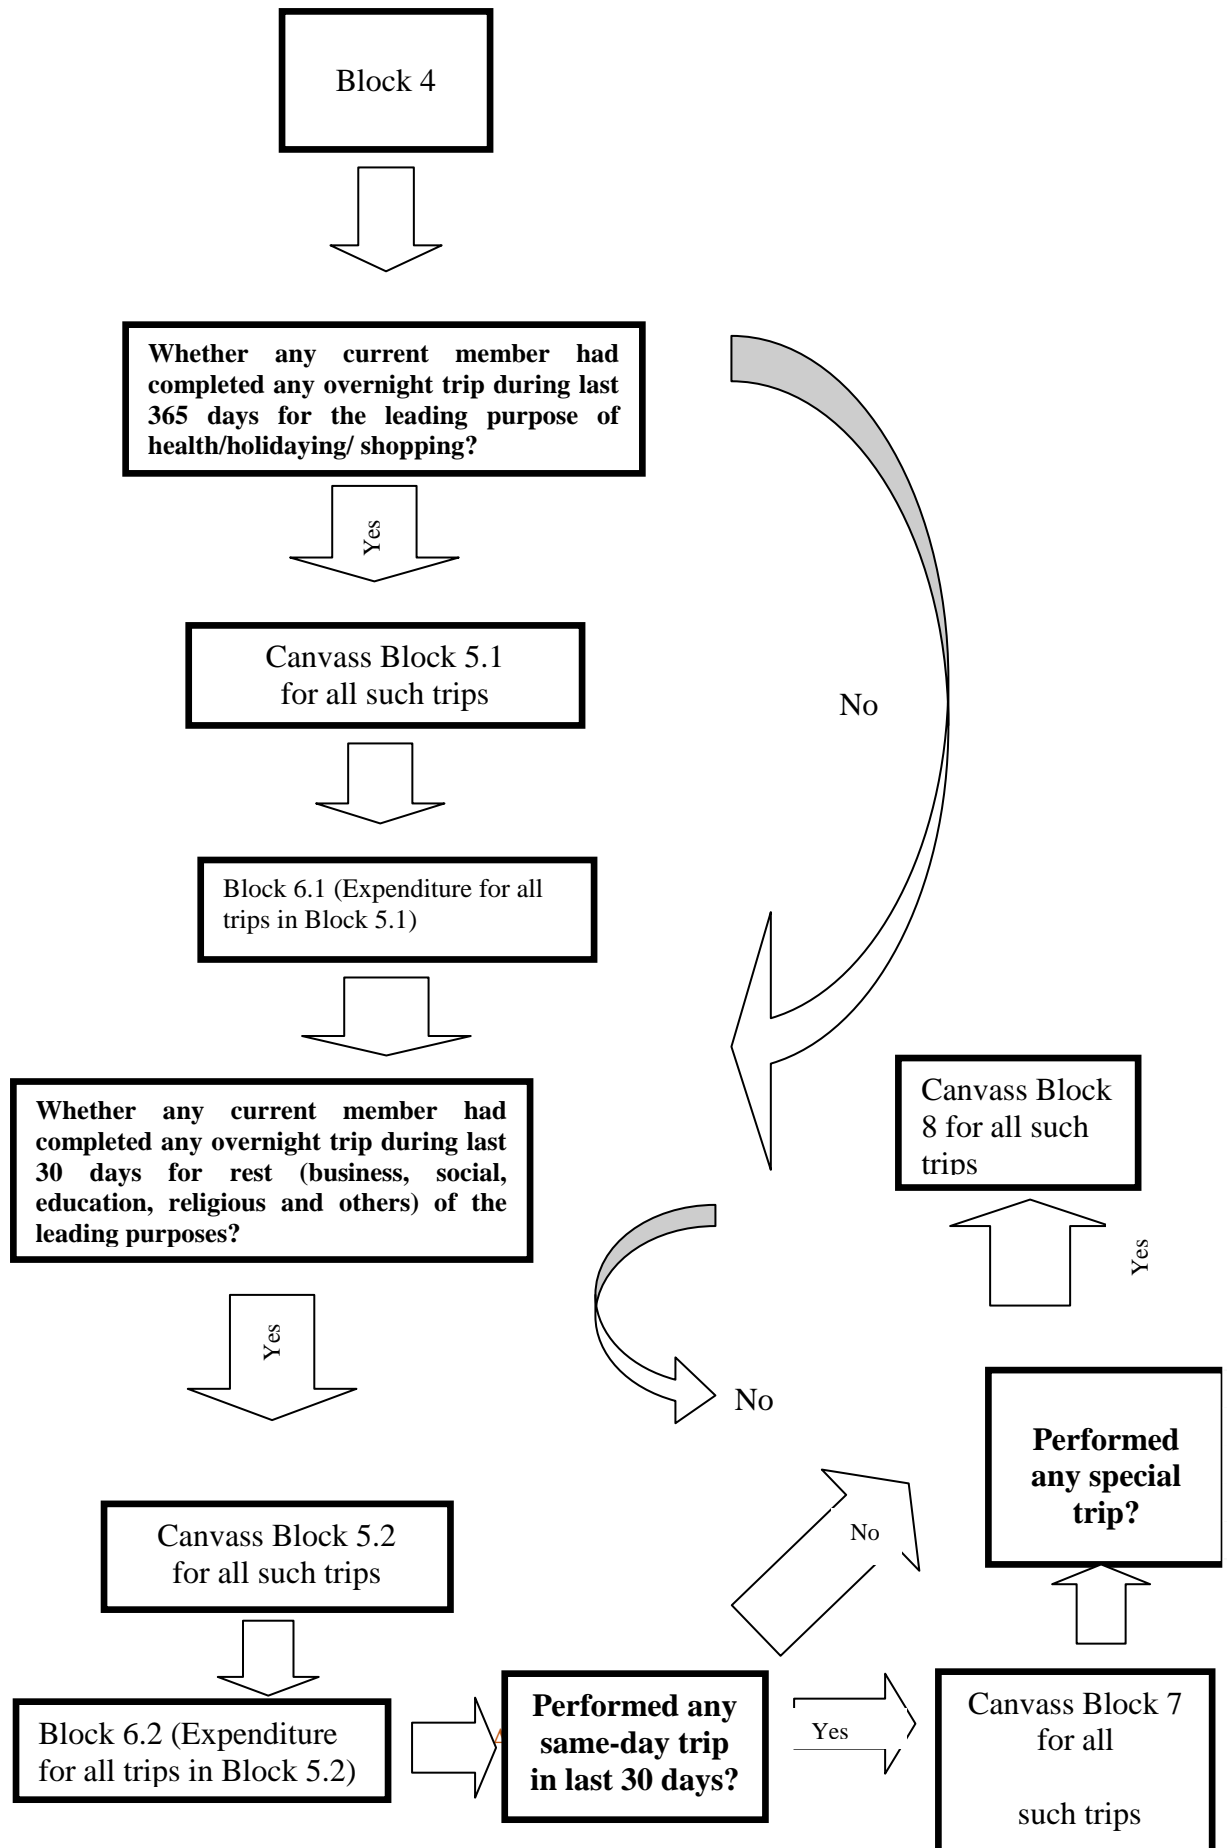 Block 4
Whether any current member had
completed any overnight trip during last
365 days for the leading purpose of
health/holidaying/ shopping?
Yes
Canvass Block 5.1
for all such trips
No
Block 6.1 (Expenditure for all
trips in Block 5.1)
Whether any current member had
completed any overnight trip during last
30 days for rest (business, social,
education, religious and others) of the
leading purposes?
Canvass Block
8 for all such
trips
Yes
Yes
No
Performed
any special
trip?
Canvass Block 5.2
for all such trips
No
Block 6.2 (Expenditure
for all trips in Block 5.2)
Performed any
same-day trip
in last 30 days?
Yes
Canvass Block 7
for all
such trips